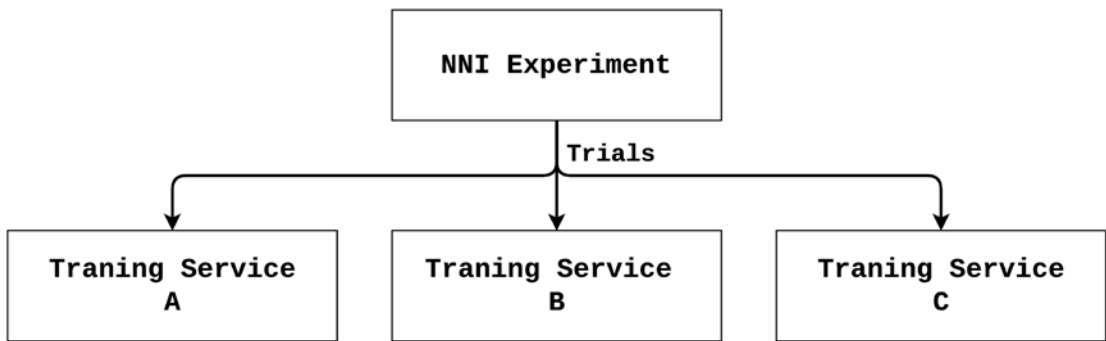 NNI Experiment
Trials
Traning Service
A
Traning Service
B
Traning Service
C